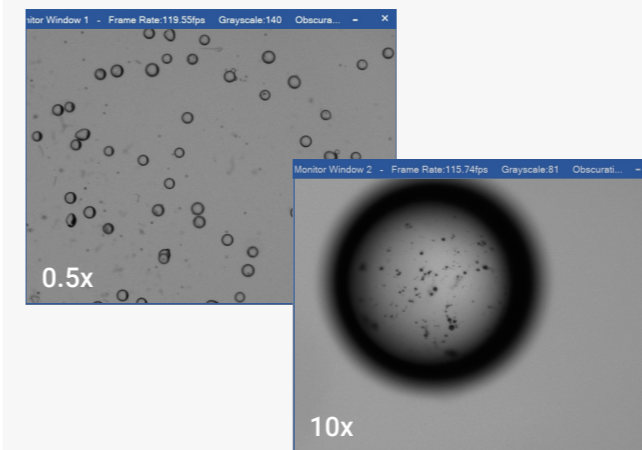 nitor Window 1 - Frame Rate:119.55fps Grayscale:140 Obscura...
Monitor Window 2 - Frame Rate:115.74fps Grayscale:81 Obscurati...
0.5x
10x